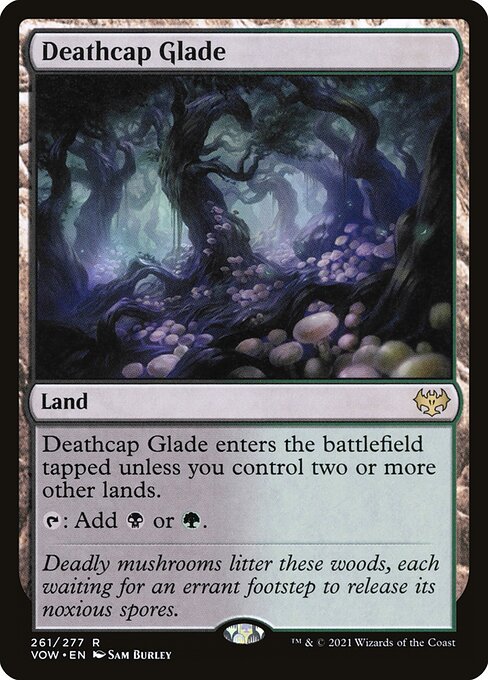 Deathcap Glade
Land
Deathcap Glade enters the battlefield
tapped unless you control two or more
other lands.
: Add or .
Deadly mushrooms litter these woods, each
waiting for an errant footstep to release its
noxious spores.
261/277 R
VOW • EN Sam Burley
™ & © 2021 Wizards of the Coast